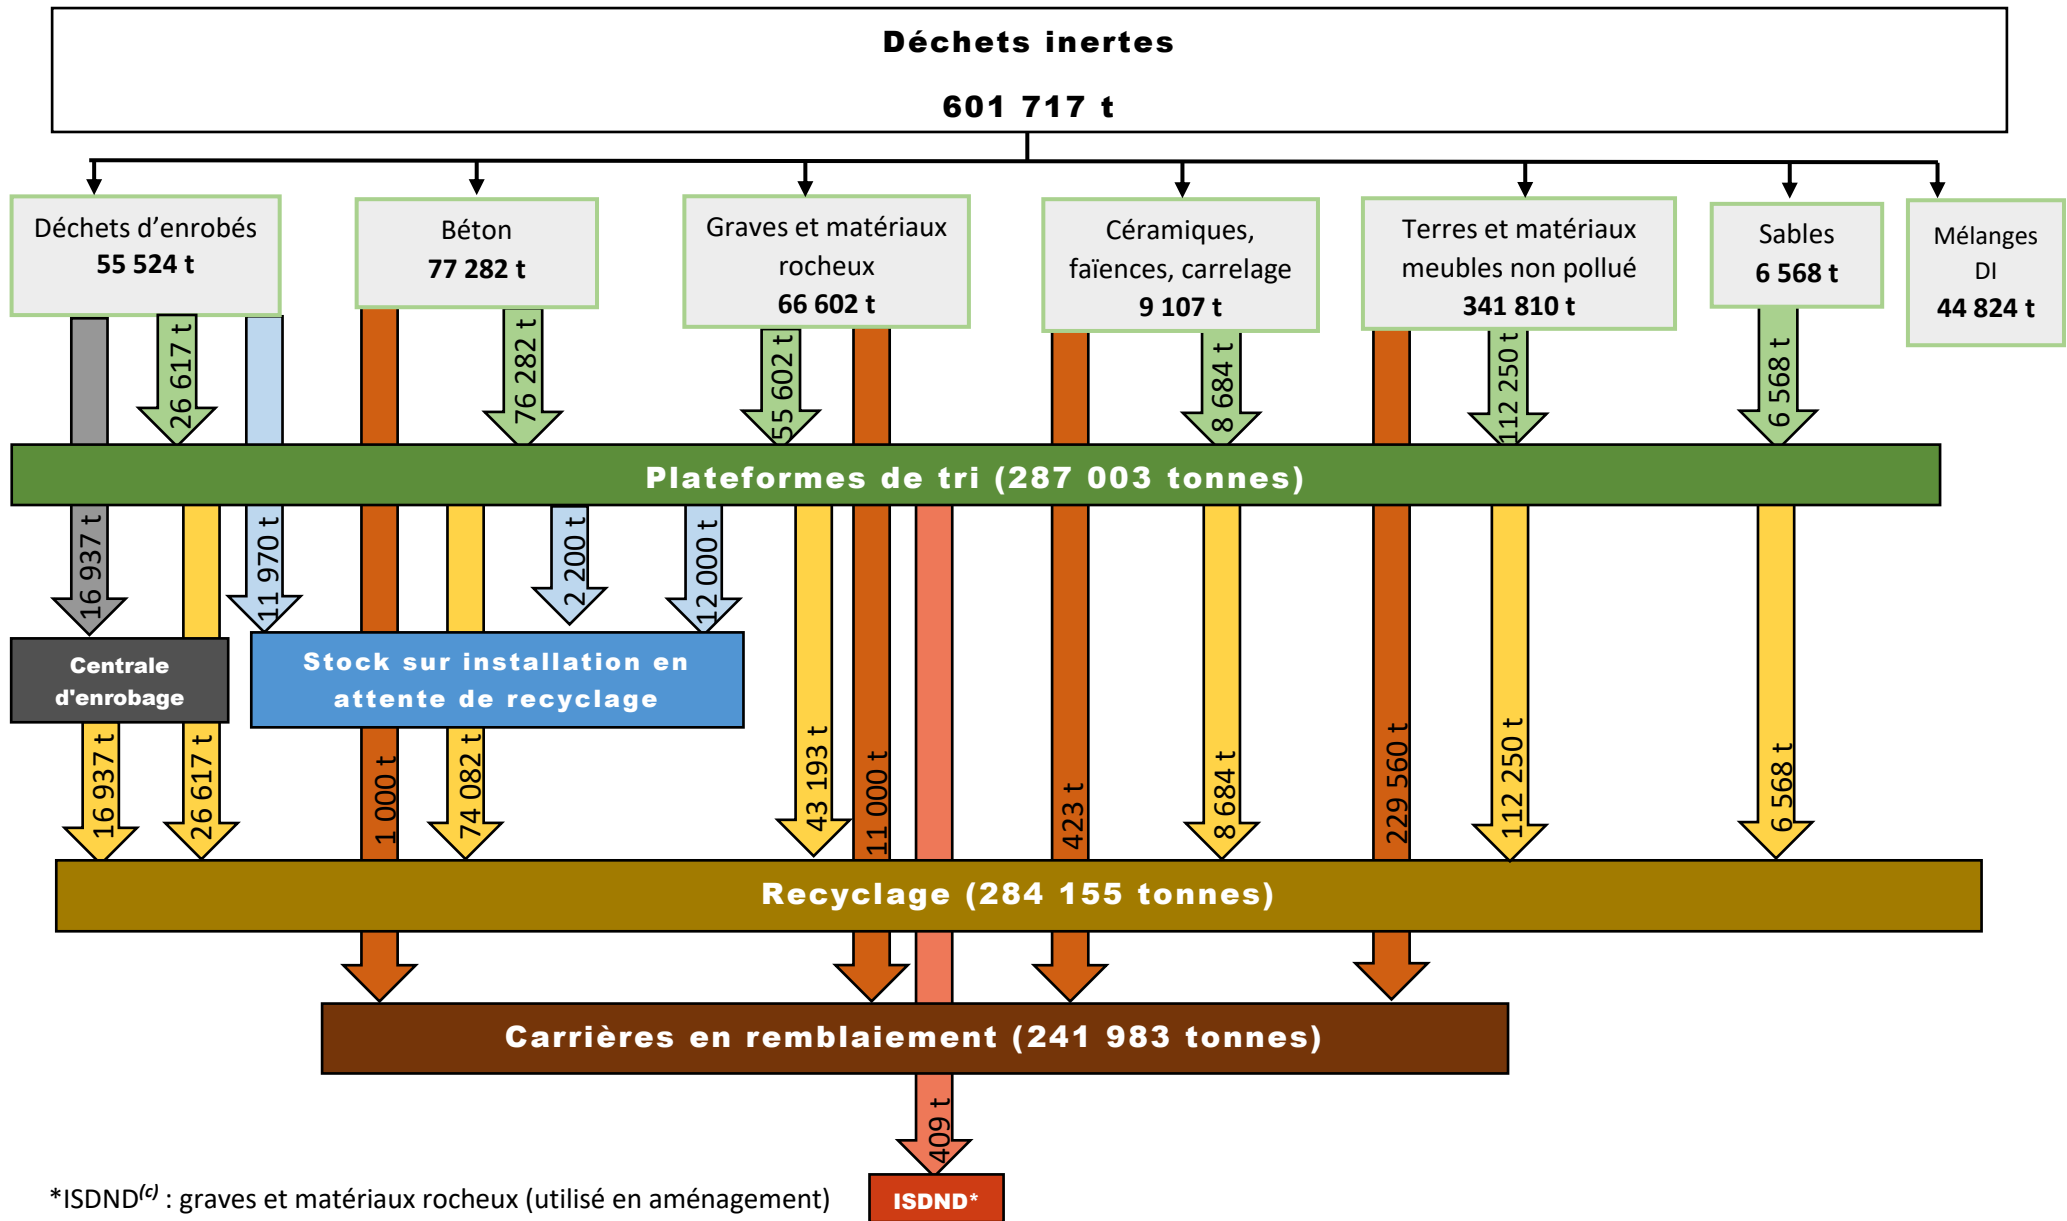 Déchets inertes
601 717 t
Déchets d'enrobés
55 524 t
Béton
77 282 t
Graves et matériaux
rocheux
66 602 t
Céramiques,
faïences, carrelage
9 107 t
Terres et matériaux
meubles non pollué
341 810 t
Sables
6 568 t
Mélanges
DI
44 824 t
26 617 t
76 282 t
55 602 t
8 684 t
112 250 t
6 568 t
Plateformes de tri (287 003 tonnes)
16 937 t
11 970 t
2 200 t
12 000 t
Centrale
d'enrobage
Stock sur installation en
attente de recyclage
16 937 t
26 617 t
1 000 t
74 082 t
43 193 t
11 000 t
423 t
8 684 t
229 560 t
112 250 t
6 568 t
Recyclage (284 155 tonnes)
Carrières en remblaiement (241 983 tonnes)
409 t
*ISDND(c) : graves et matériaux rocheux (utilisé en aménagement)
ISDND*